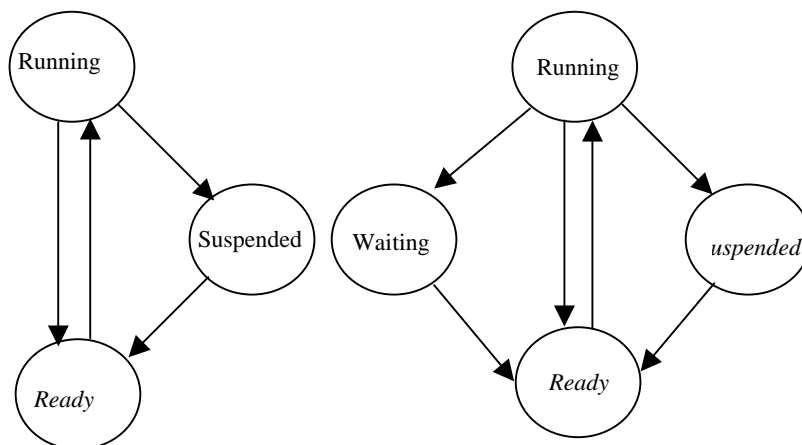 Running
Suspended
Ready
Running
Waiting
uspended
Ready